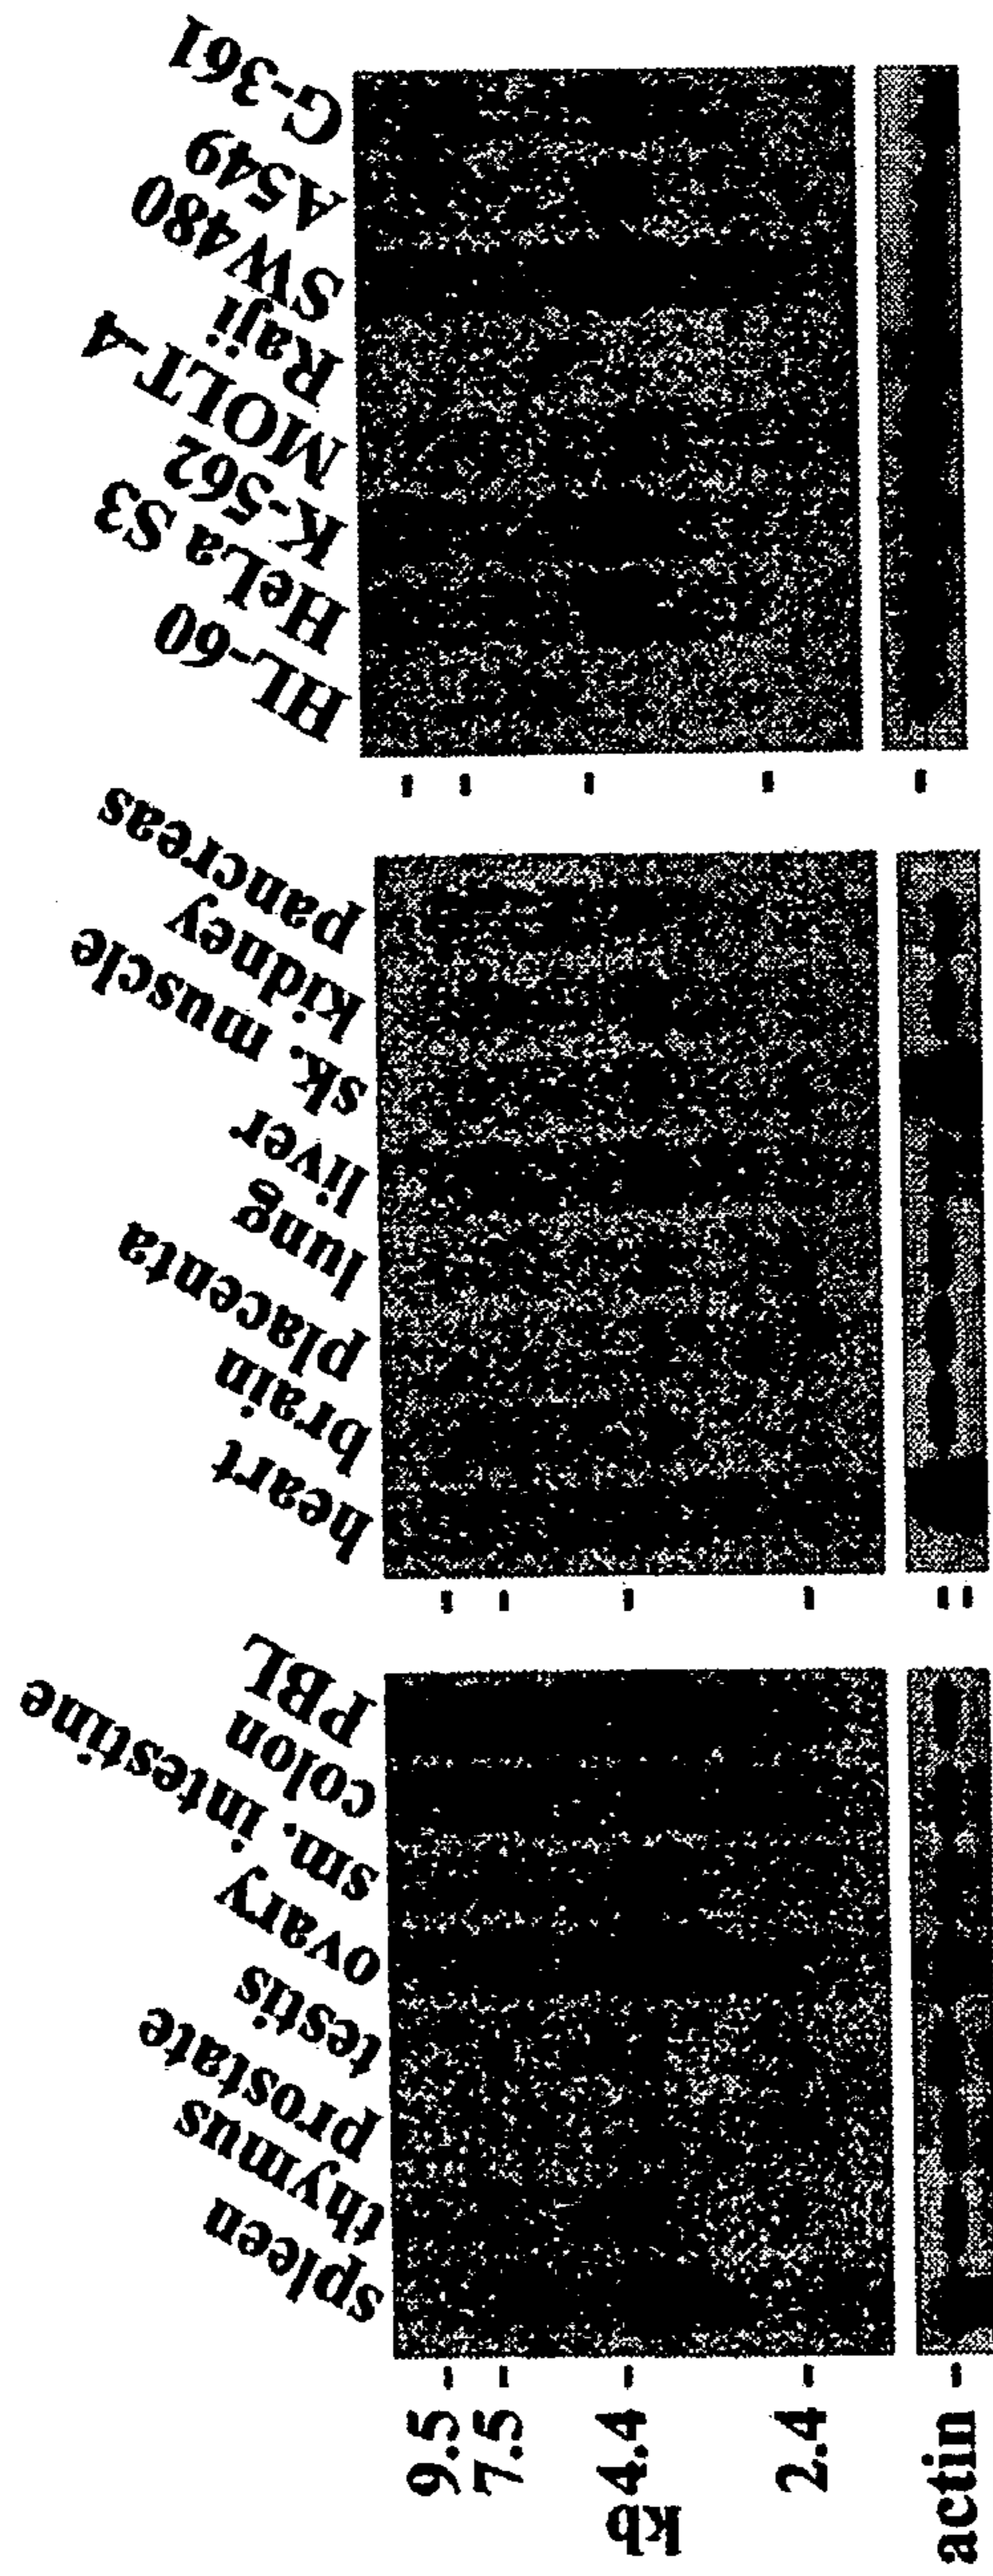 spleen
thymus
prostate
testis
ovary
sm. intestine
colon
PBL
heart
brain
placenta
lung
liver
sk. muscle
kidney
pancreas
HL-60
HeLa S3
K-562
MOLT-4
Raji
SW480
A549
G-361
9.5
7.5
4.4
kb
2.4
actin